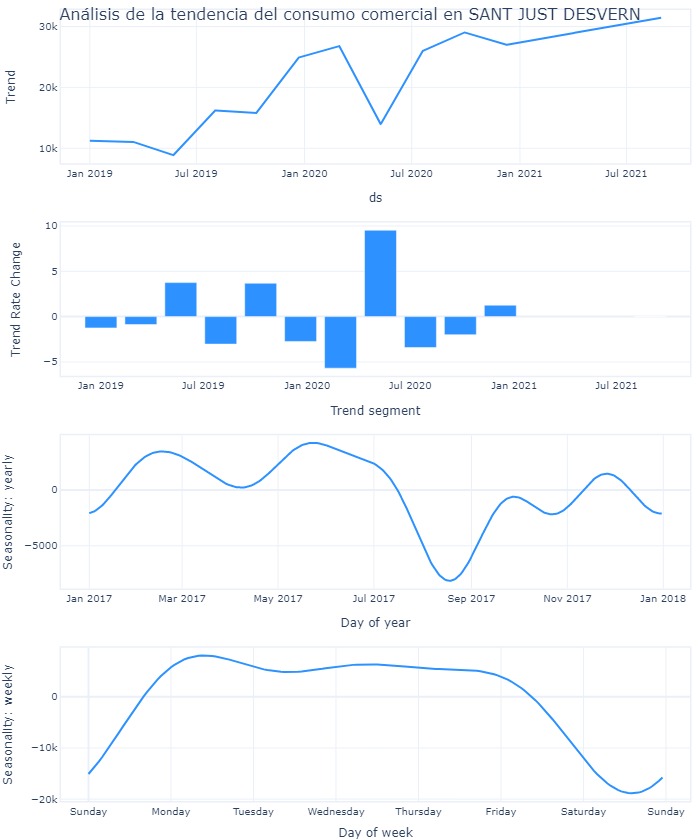 Análisis de la tendencia del consumo comercial en SANT JUST DESVERN
30k
20k
10k
Trend
Jan 2019 Jul 2019 Jan 2020 Jul 2020 Jan 2021 Jul 2021
ds
10
5
0
−5
Trend Rate Change
Jan 2019 Jul 2019 Jan 2020 Jul 2020 Jan 2021 Jul 2021
Trend segment
0
−5000
Seasonality: yearly
Jan 2017 Mar 2017 May 2017 Jul 2017 Sep 2017 Nov 2017 Jan 2018
Day of year
0
−10k
−20k
Seasonality: weekly
Sunday Monday Tuesday Wednesday Thursday Friday Saturday Sunday
Day of week